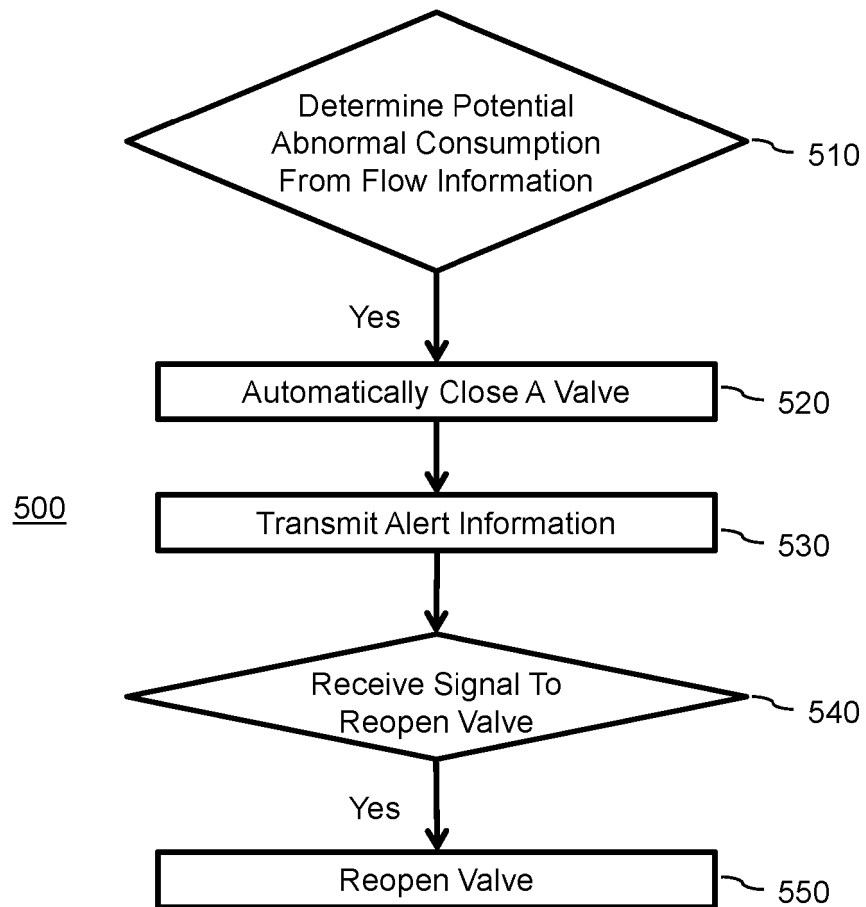 Determine Potential
Abnormal Consumption
From Flow Information
510
Yes
Automatically Close A Valve
520
500
Transmit Alert Information
530
Receive Signal To
Reopen Valve
540
Yes
Reopen Valve
550